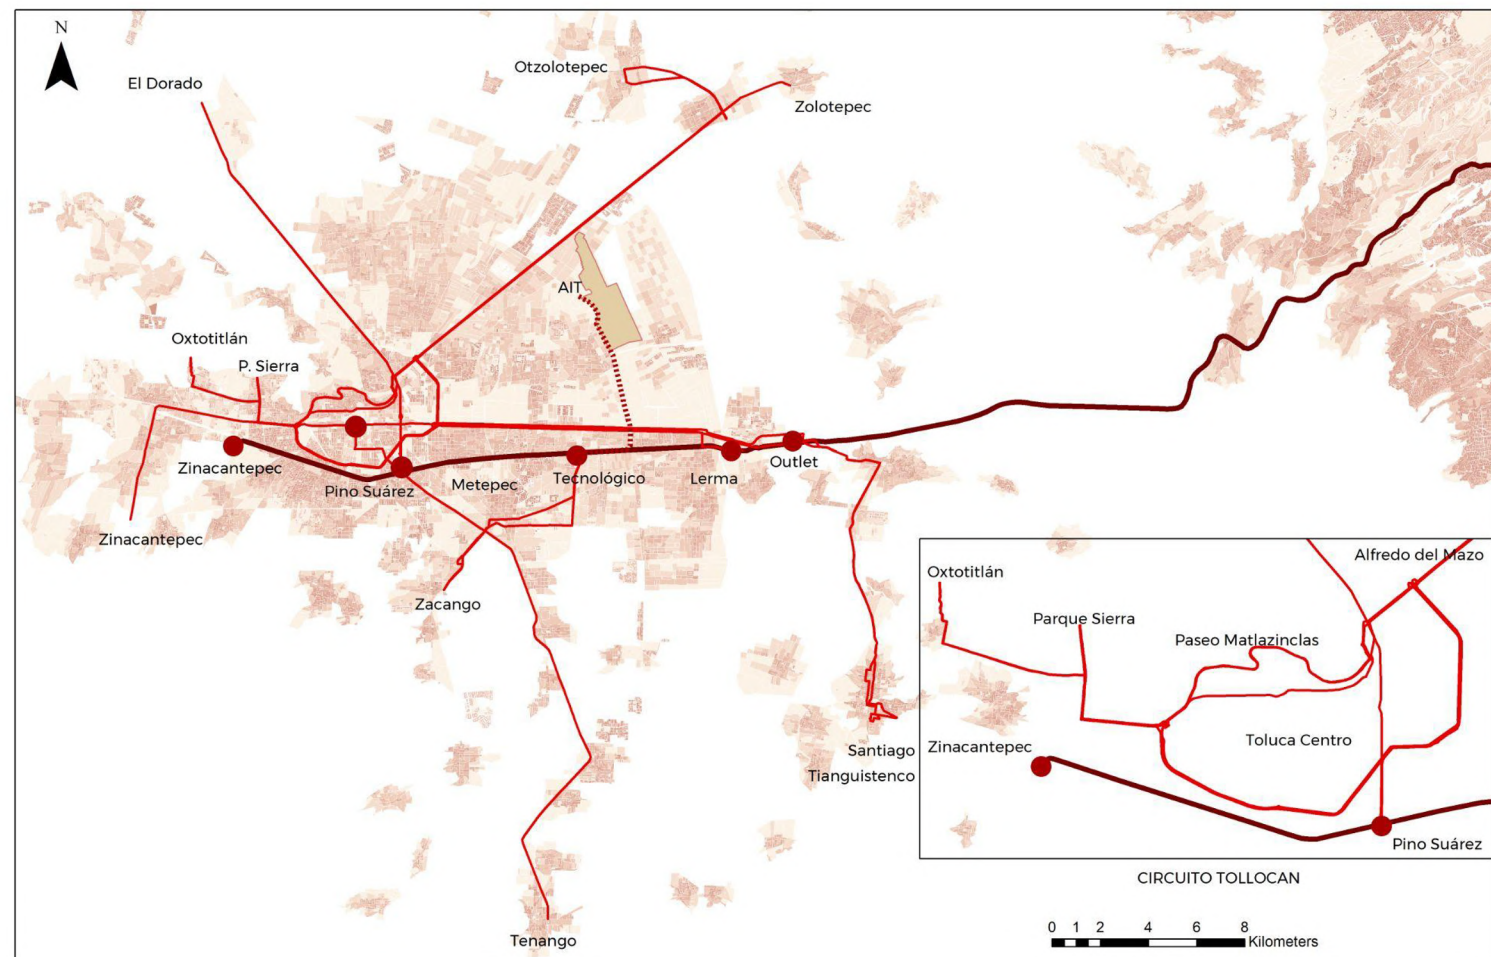 N
El Dorado
Otzolotepec
Zolotepec
AIT
Oxtotitlán
P. Sierra
Zinacantepec
Pino Suárez
Metepec
Tecnológico
Lerma
Outlet
Zinacantepec
Zacango
Santiago
Tianguistenco
Tenango
Alfredo del Mazo
Oxtotitlán
Parque Sierra
Paseo Matlazinclas
Toluca Centro
Zinacantepec
Pino Suárez
CIRCUITO TOLLOCAN
0 1 2 4 6 8
Kilometers